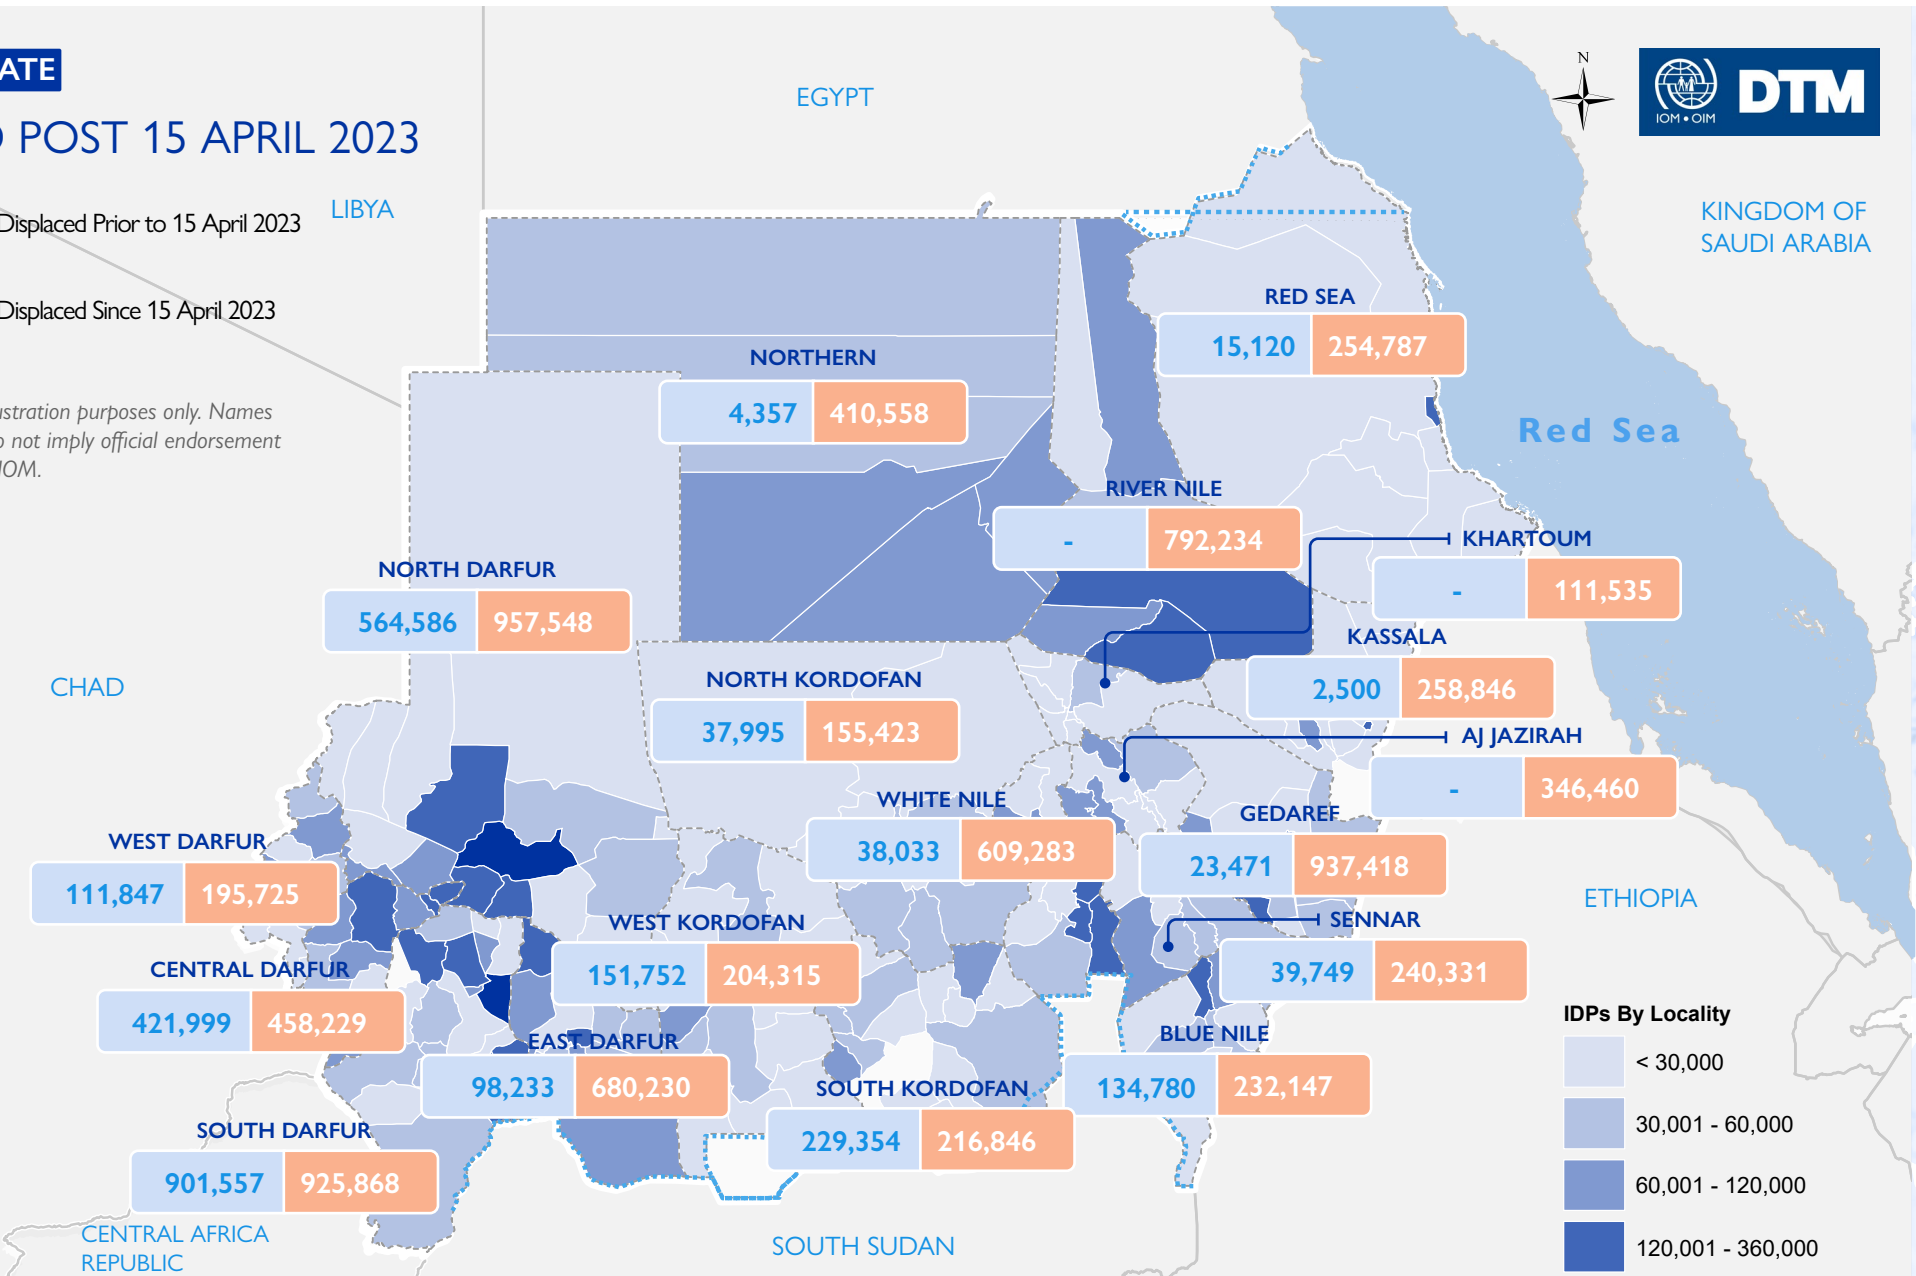 ATE
POST 15 APRIL 2023
Displaced Prior to 15 April 2023
Displaced Since 15 April 2023
purposes only. Names
not imply official endorsement
IOM.
EGYPT
LIBYA
N
IOM • OIM
DTM
KINGDOM OF
SAUDI ARABIA
RED SEA
15,120 254,787
NORTHERN
4,357 410,558
Red Sea
RIVER NILE
- 792,234
KHARTOUM
- 111,535
NORTH DARFUR
564,586 957,548
KASSALA
2,500 258,846
CHAD
NORTH KORDOFAN
37,995 155,423
AJ JAZIRAH
- 346,460
WHITE NILE
38,033 609,283
GEDAREF
23,471 937,418
WEST DARFUR
111,847 195,725
ETHIOPIA
WEST KORDOFAN
151,752 204,315
SENNAR
39,749 240,331
CENTRAL DARFUR
421,999 458,229
EAST DARFUR
98,233 680,230
BLUE NILE
134,780 232,147
SOUTH KORDOFAN
229,354 216,846
SOUTH DARFUR
901,557 925,868
CENTRAL AFRICA
REPUBLIC
SOUTH SUDAN
IDPs By Locality
< 30,000
30,001 - 60,000
60,001 - 120,000
120,001 - 360,000